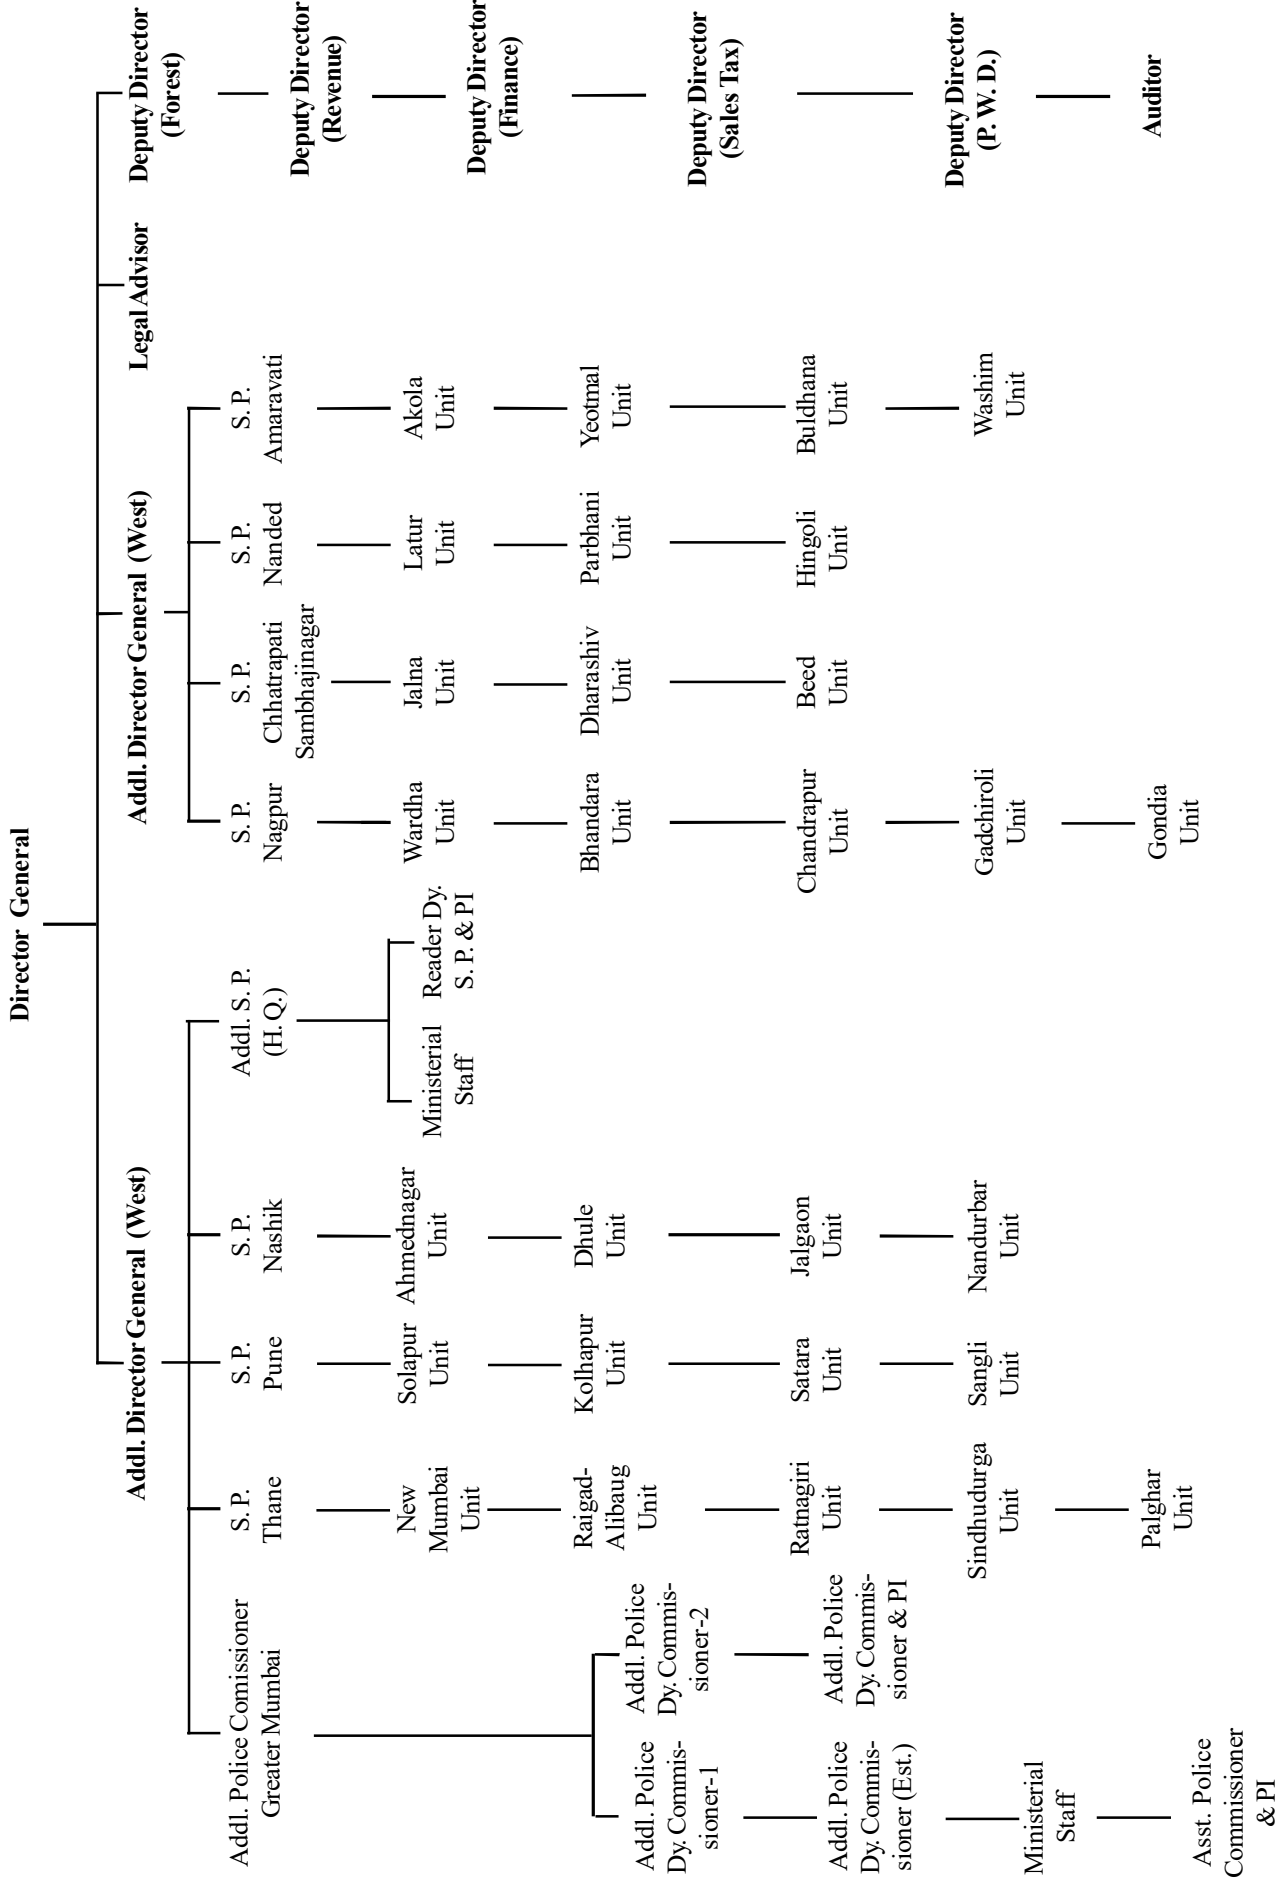 Director General
Addl. Director General (West)
Addl. Police Comissioner
Greater Mumbai
Addl. Police
Dy. Commis-
sioner-1
Addl. Police
Dy. Commis-
sioner (Est.)
Ministerial
Staff
Asst. Police
Commissioner
& PI
Addl. Police
Dy. Commis-
sioner-2
Addl. Police
Dy. Commis-
sioner & PI
S. P.
Thane
New
Mumbai
Unit
Raigad-
Alibaug
Unit
Ratnagiri
Unit
Sindhudurga
Unit
Palghar
Unit
S. P.
Pune
Solapur
Unit
Kolhapur
Unit
Satara
Unit
Sangli
Unit
S. P.
Nashik
Ahmednagar
Unit
Dhule
Unit
Jalgaon
Unit
Nandurbar
Unit
Addl. S. P.
(H. Q.)
Ministerial
Staff
Reader Dy.
S. P. & PI
Addl. Director General (West)
S. P.
Nagpur
Wardha
Unit
Bhandara
Unit
Chandrapur
Unit
Gadchiroli
Unit
Gondia
Unit
S. P.
Chhatrapati
Sambhajinagar
Jalna
Unit
Dharashiv
Unit
Beed
Unit
S. P.
Nanded
Latur
Unit
Parbhani
Unit
Hingoli
Unit
S. P.
Amaravati
Akola
Unit
Yeotmal
Unit
Buldhana
Unit
Washim
Unit
Legal Advisor
Deputy Director
(Forest)
Deputy Director
(Revenue)
Deputy Director
(Finance)
Deputy Director
(Sales Tax)
Deputy Director
(P. W. D.)
Auditor